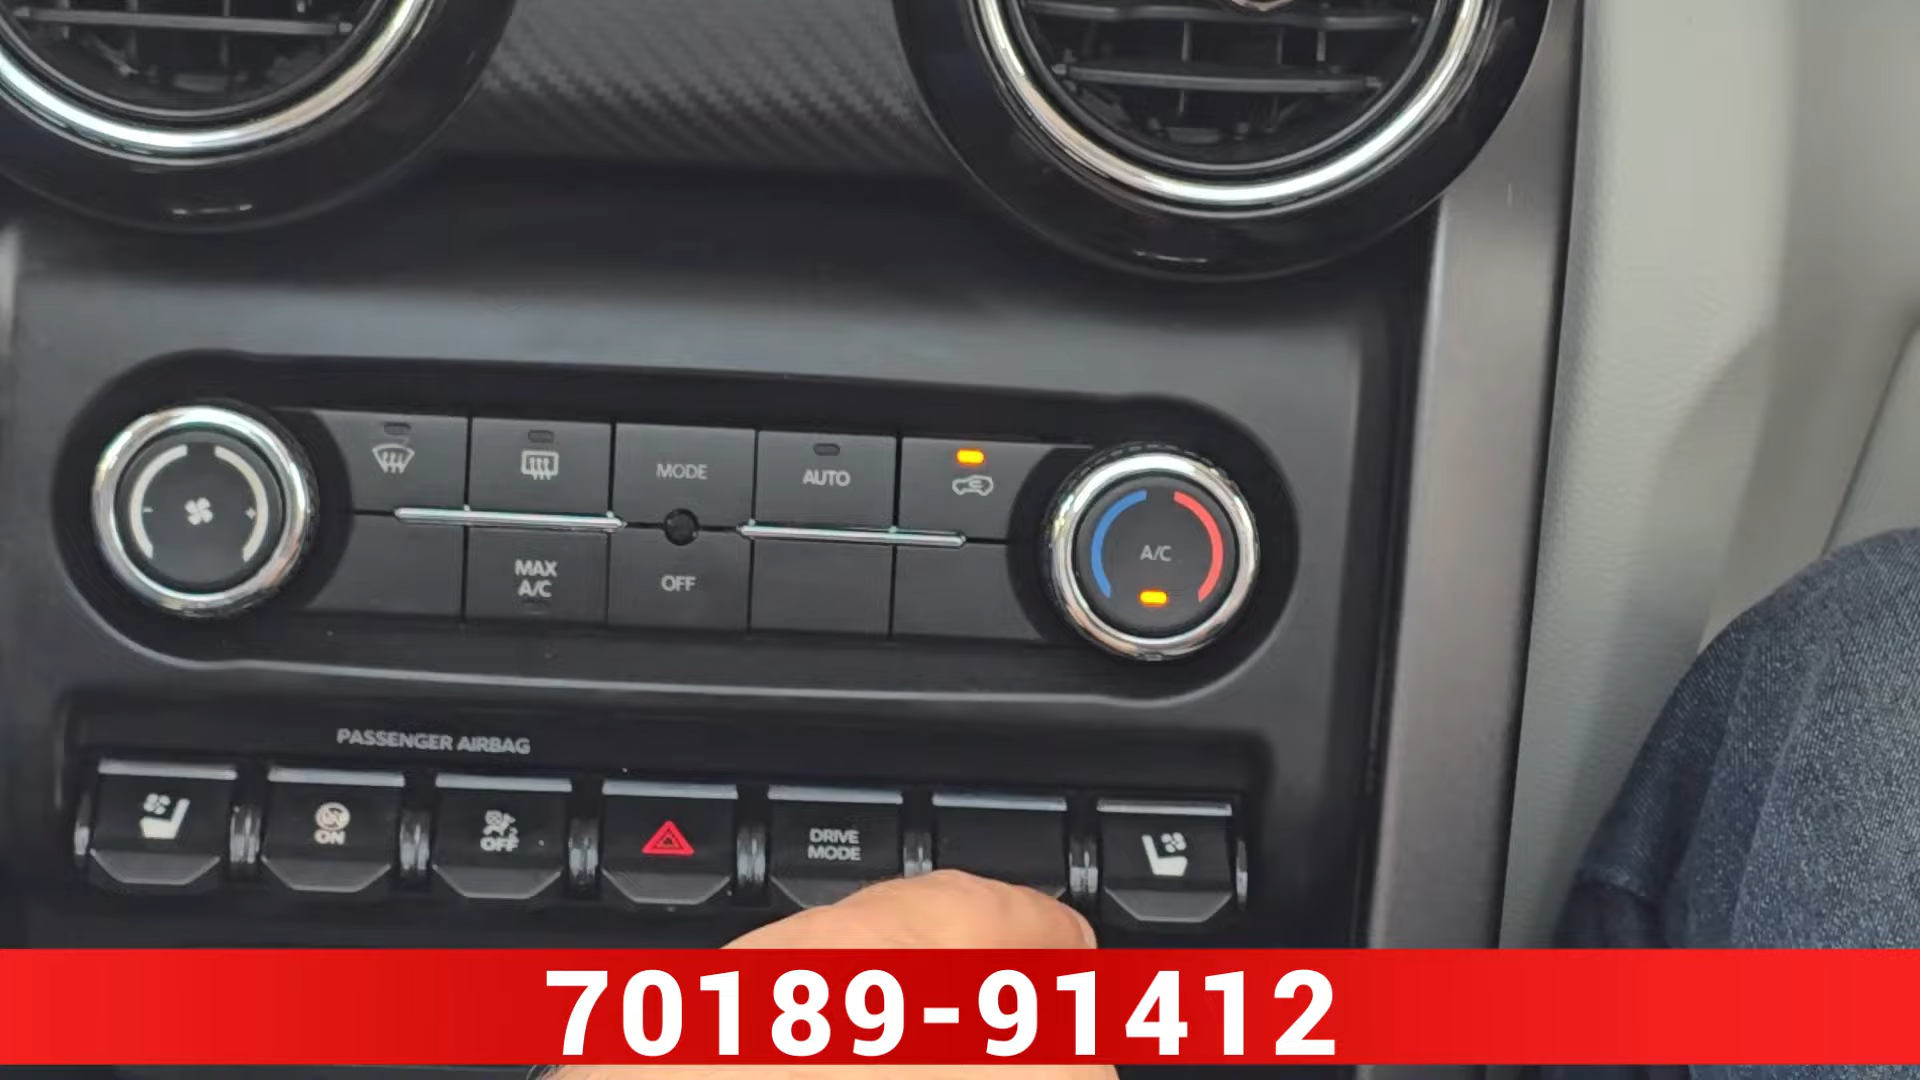 MODE
AUTO
MAX
A/C
OFF
A/C
PASSENGER AIRBAG
ON
OFF
DRIVE
MODE
70189-91412